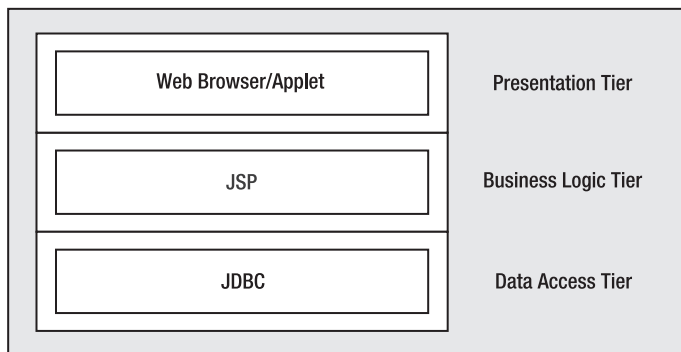 Web Browser/Applet
Presentation Tier
JSP
Business Logic Tier
JDBC
Data Access Tier